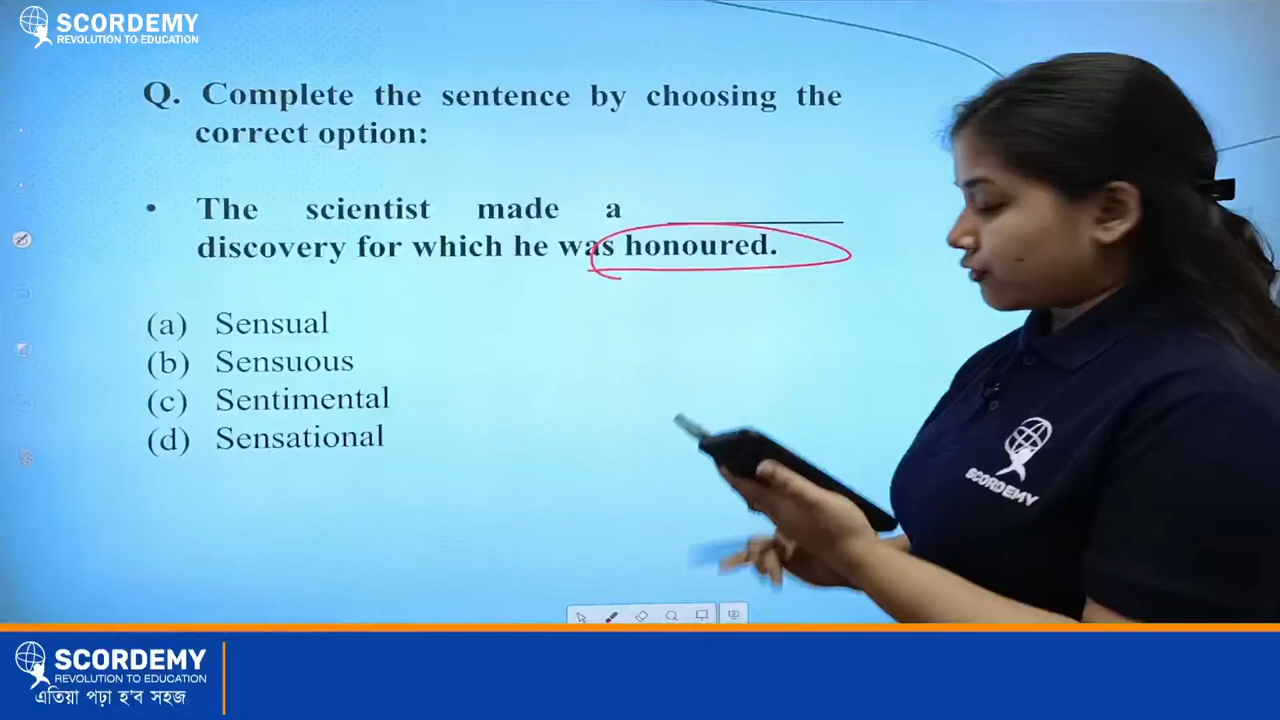 SCORDEMY
REVOLUTION TO EDUCATION
Q. Complete the sentence by choosing the
correct option:
• The scientist made a ____________
discovery for which he was honoured.
(a) Sensual
(b) Sensuous
(c) Sentimental
(d) Sensational
SCORDEMY
SCORDEMY
REVOLUTION TO EDUCATION
এতিয়া পঢ়া হ'ব সহজ